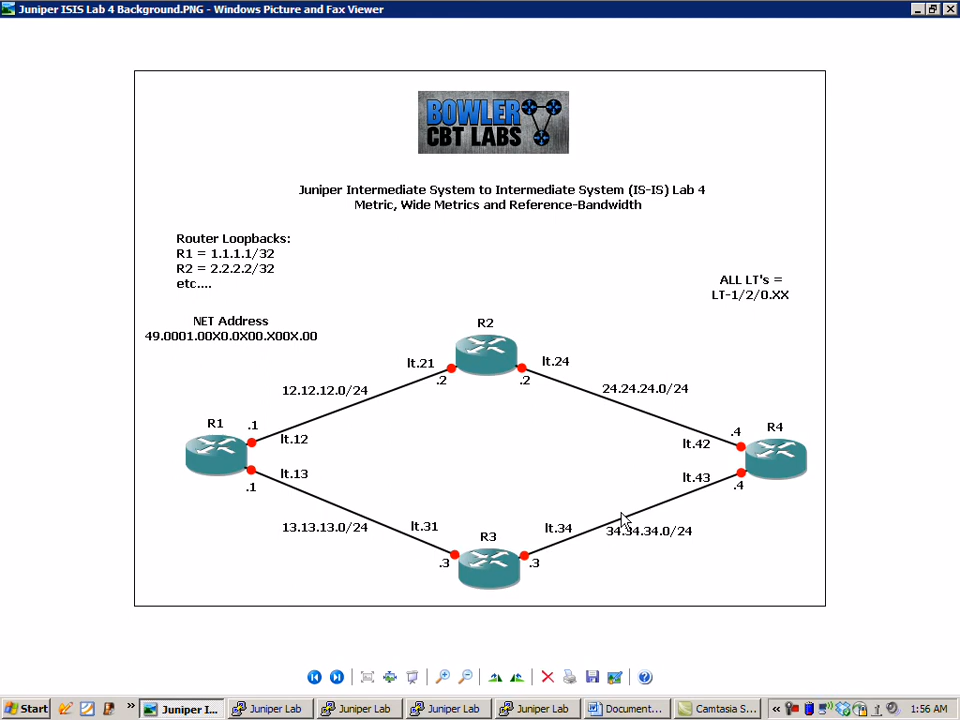 Juniper ISIS Lab 4 Background.PNG - Windows Picture and Fax Viewer
BOWLER
CBT LABS
Juniper Intermediate System to Intermediate System (IS-IS) Lab 4
Metric, Wide Metrics and Reference-Bandwidth
Router Loopbacks:
R1 = 1.1.1.1/32
R2 = 2.2.2.2/32
etc....
ALL LT's =
LT-1/2/0.XX
NET Address
49.0001.00X0.0X00.X00X.00
R2
lt.21
lt.24
.2
.2
12.12.12.0/24
24.24.24.0/24
R1
.1
lt.12
R4
.4
lt.42
lt.13
.1
lt.43
.4
13.13.13.0/24
lt.31
lt.34
34.34.34.0/24
R3
.3
.3
Start
»
Juniper I...
Juniper Lab
Juniper Lab
Juniper Lab
Juniper Lab
Document...
Camtasia S...
«
1:56 AM